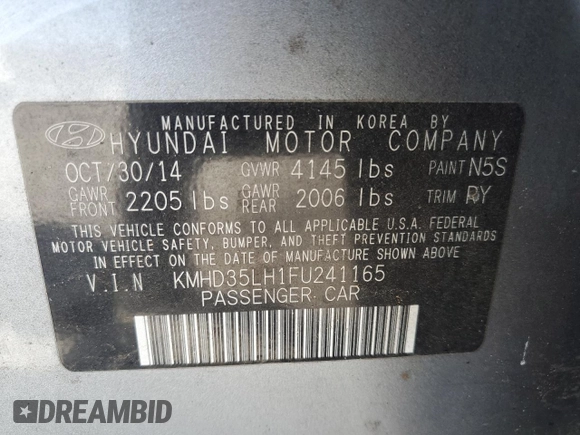 MANUFACTURED IN KOREA BY
HYUNDAI MOTOR COMPANY
OCT/30/14 GVWR 4145 lbs PAINT N5S
GAWR FRONT 2205 lbs GAWR REAR 2006 lbs TRIM RY
THIS VEHICLE CONFORMS TO ALL APPLICABLE U.S.A. FEDERAL
MOTOR VEHICLE SAFETY, BUMPER, AND THEFT PREVENTION STANDARDS
IN EFFECT ON THE DATE OF MANUFACTURE SHOWN ABOVE
V.I.N KMHD35LH1FU241165
PASSENGER CAR
DREAMBID